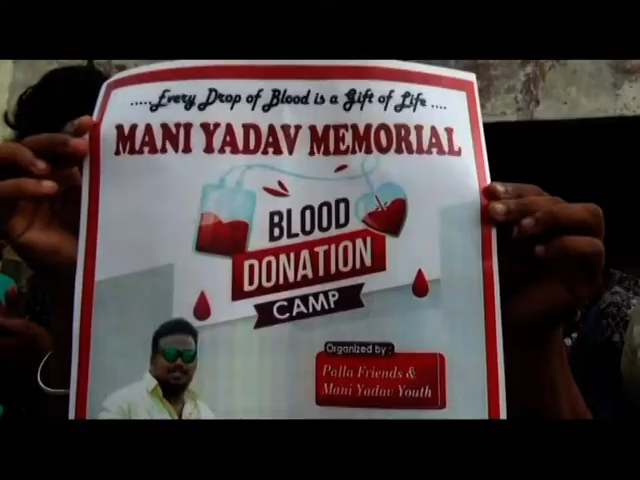 .....Every Drop of Blood is a Gift of Life ....
MANI YADAV MEMORIAL
BLOOD
DONATION
CAMP
Organized by :
Palla Friends &
Mani Yadav Youth